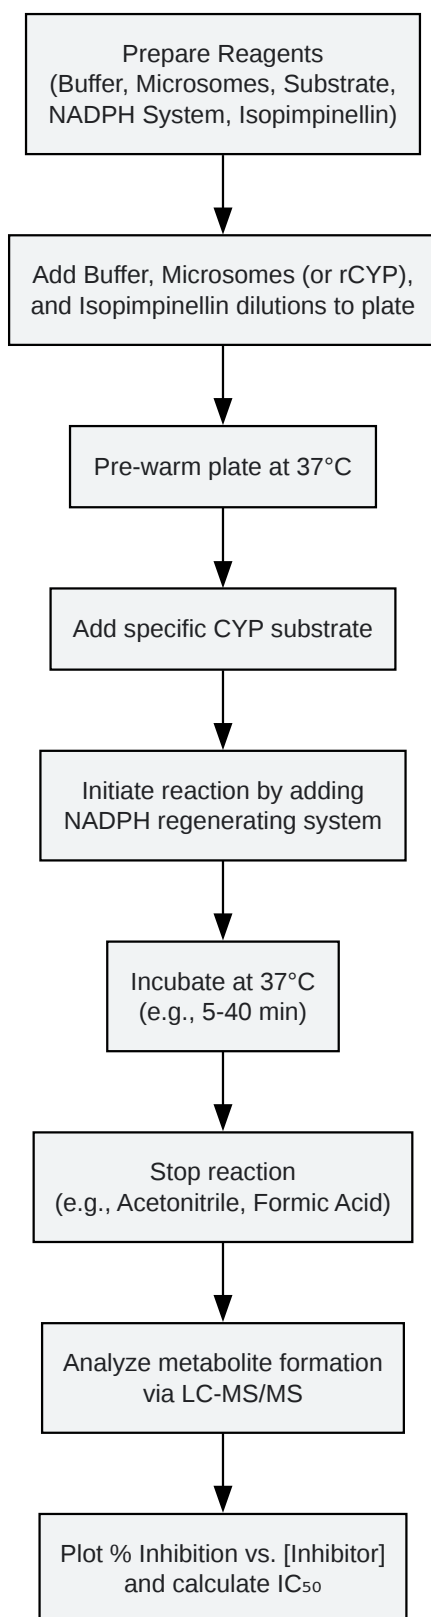 Prepare Reagents
(Buffer, Microsomes, Substrate,
NADPH System, Isopimpinellin)
Add Buffer, Microsomes (or rCYP),
and Isopimpinellin dilutions to plate
Pre-warm plate at 37°C
Add specific CYP substrate
Initiate reaction by adding
NADPH regenerating system
Incubate at 37°C
(e.g., 5-40 min)
Stop reaction
(e.g., Acetonitrile, Formic Acid)
Analyze metabolite formation
via LC-MS/MS
Plot % Inhibition vs. [Inhibitor]
and calculate IC₅₀